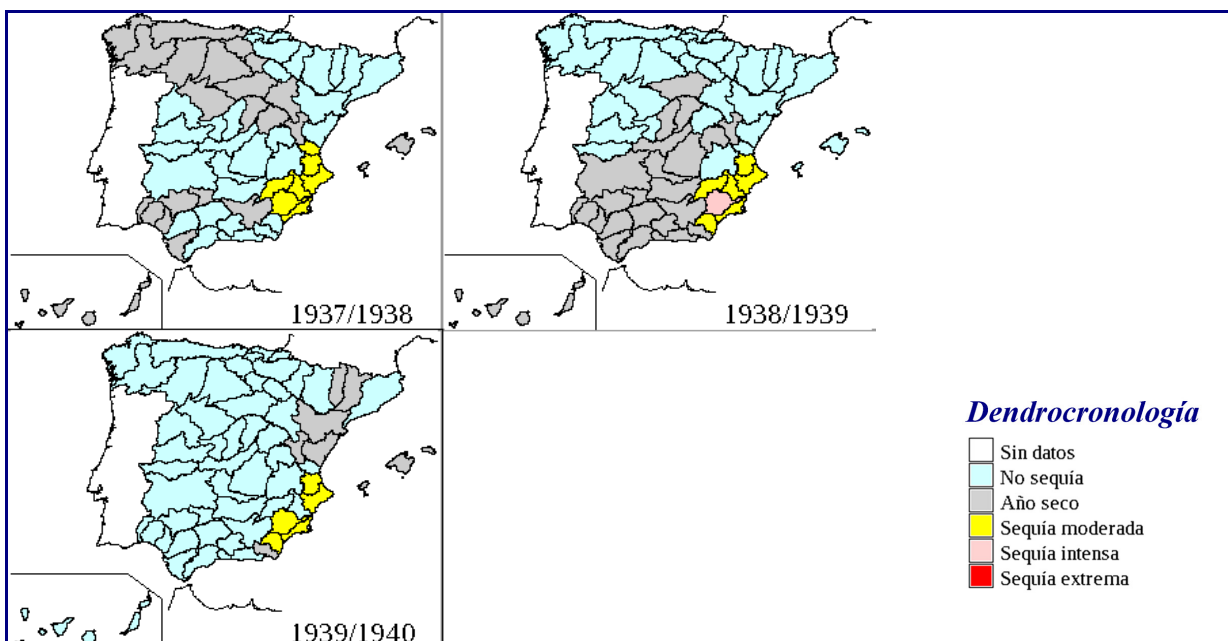 1937/1938
1938/1939
1939/1940
Dendrocronología
Sin datos
No sequía
Año seco
Sequía moderada
Sequía intensa
Sequía extrema